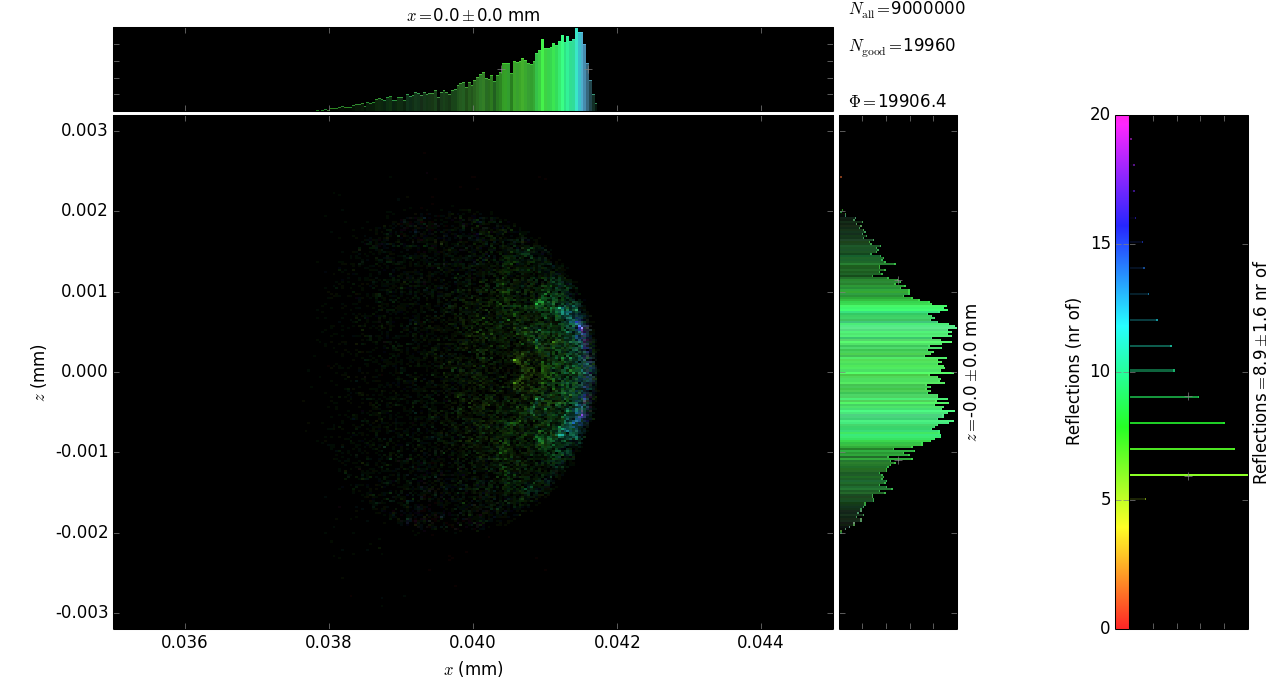 x = 0.0 ± 0.0 mm
N_all = 9000000
N_good = 19960
Φ = 19906.4
0.003
0.002
0.001
0.000
-0.001
-0.002
-0.003
z (mm)
0.036
0.038
0.040
0.042
0.044
x (mm)
z = -0.0 ± 0.0 mm
20
15
10
5
0
Reflections (nr of)
Reflections = 8.9 ± 1.6 nr of